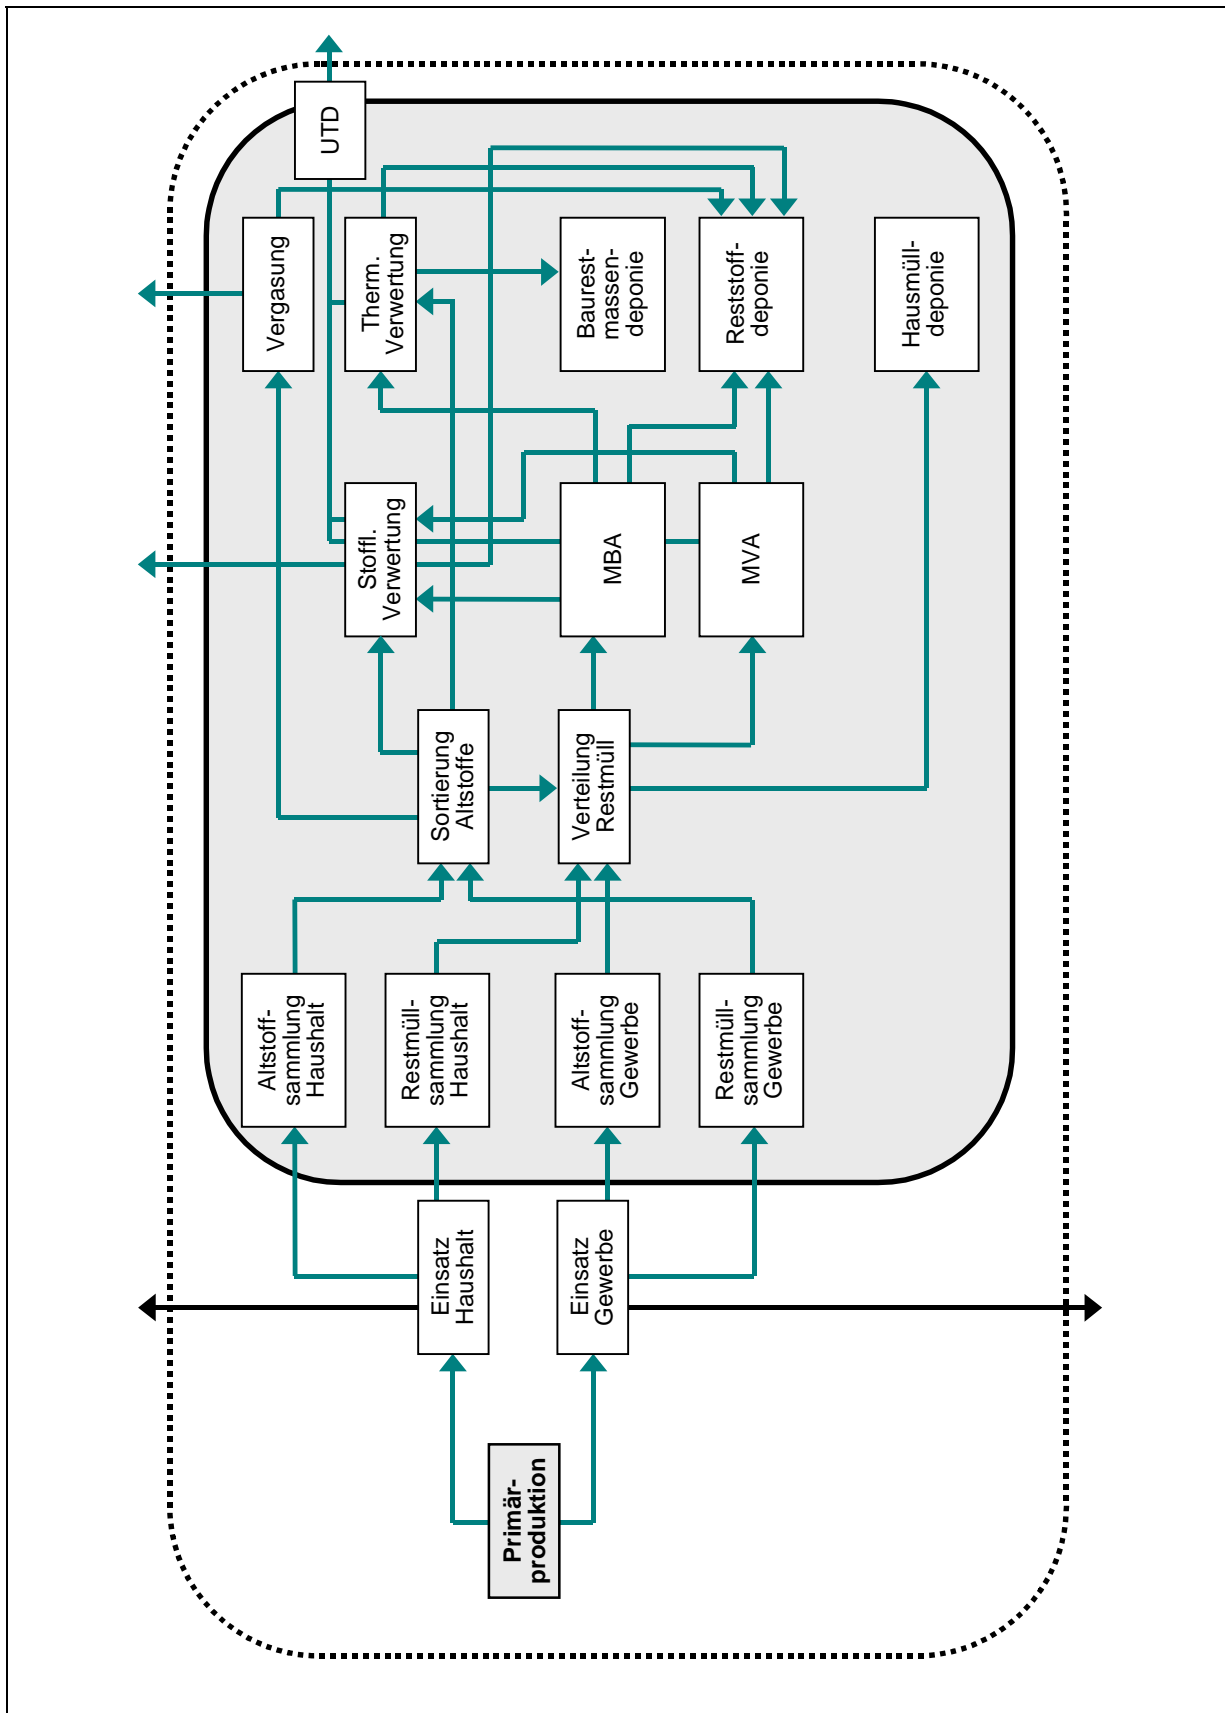 Primär-
produktion
Einsatz
Haushalt
Einsatz
Gewerbe
Altstoff-
sammlung
Haushalt
Restmüll-
sammlung
Haushalt
Altstoff-
sammlung
Gewerbe
Restmüll-
sammlung
Gewerbe
Sortierung
Altstoffe
Verteilung
Restmüll
Stoffl.
Verwertung
MBA
MVA
Vergasung
Therm.
Verwertung
Baurest-
massen-
deponie
Reststoff-
deponie
Hausmüll-
deponie
UTD